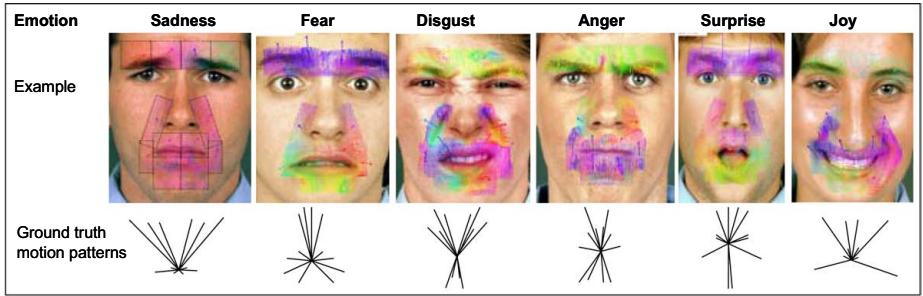 Emotion Sadness Fear Disgust Anger Surprise Joy
Example
Ground truth
motion patterns